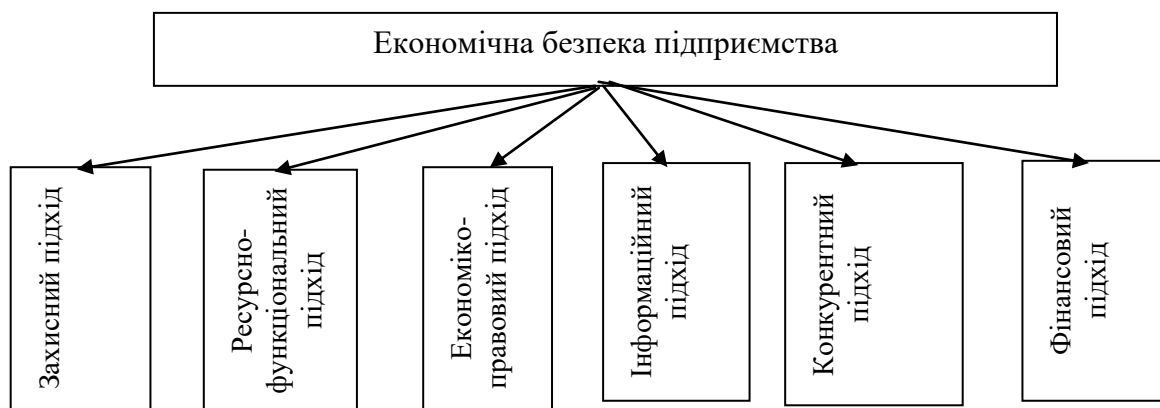 Економічна безпека підприємства
Захисний підхід
Ресурсно-
функціональний
підхід
Економіко-
правовий підхід
Інформаційний
підхід
Конкурентний
підхід
Фінансовий
підхід